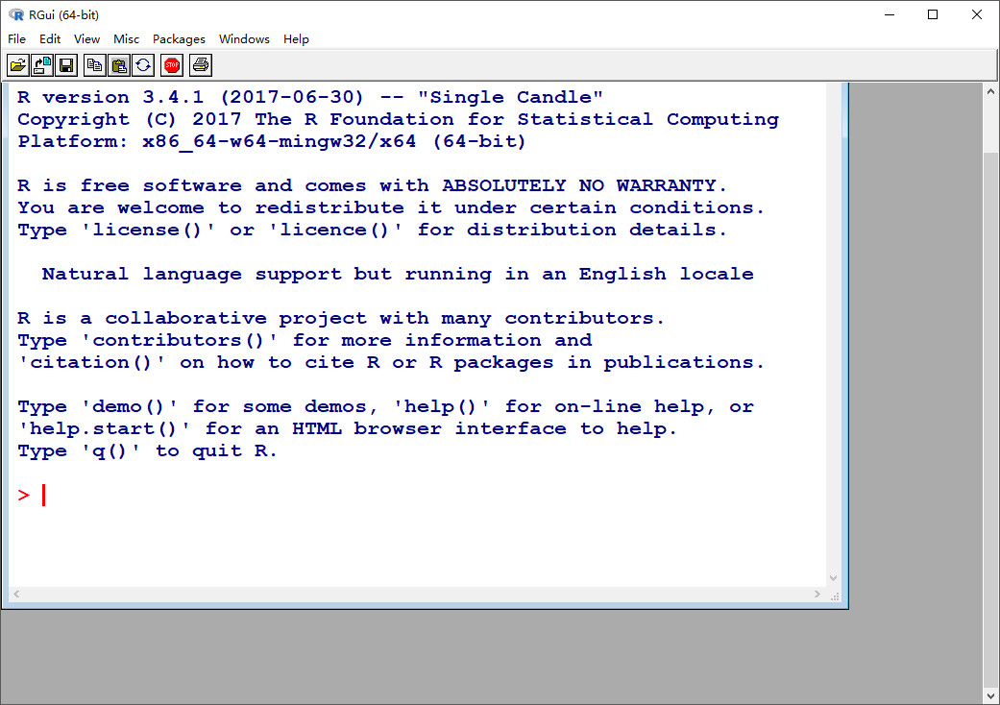 RGui (64-bit)
File Edit View Misc Packages Windows Help
STOP
R version 3.4.1 (2017-06-30) -- "Single Candle"
Copyright (C) 2017 The R Foundation for Statistical Computing
Platform: x86_64-w64-mingw32/x64 (64-bit)
R is free software and comes with ABSOLUTELY NO WARRANTY.
You are welcome to redistribute it under certain conditions.
Type 'license()' or 'licence()' for distribution details.
Natural language support but running in an English locale
R is a collaborative project with many contributors.
Type 'contributors()' for more information and
'citation()' on how to cite R or R packages in publications.
Type 'demo()' for some demos, 'help()' for on-line help, or
'help.start()' for an HTML browser interface to help.
Type 'q()' to quit R.
>